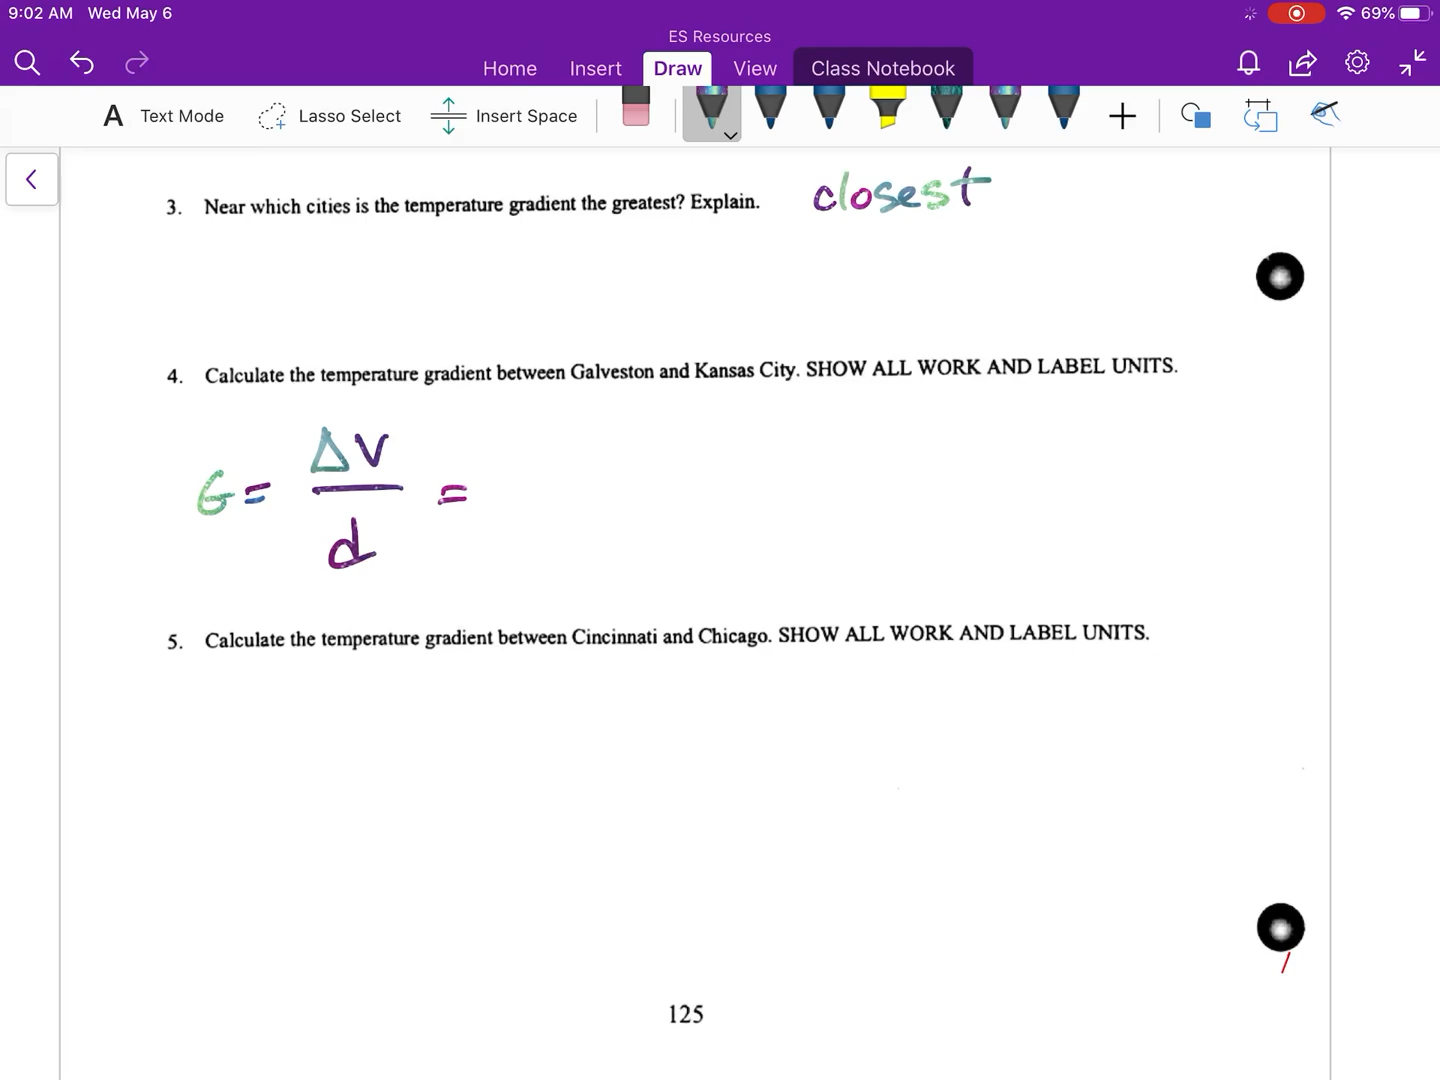 9:02 AM Wed May 6
69%
ES Resources
Home Insert Draw View Class Notebook
A Text Mode Lasso Select Insert Space
3. Near which cities is the temperature gradient the greatest? Explain. closest
4. Calculate the temperature gradient between Galveston and Kansas City. SHOW ALL WORK AND LABEL UNITS.
ΔV
G= =
d
5. Calculate the temperature gradient between Cincinnati and Chicago. SHOW ALL WORK AND LABEL UNITS.
125